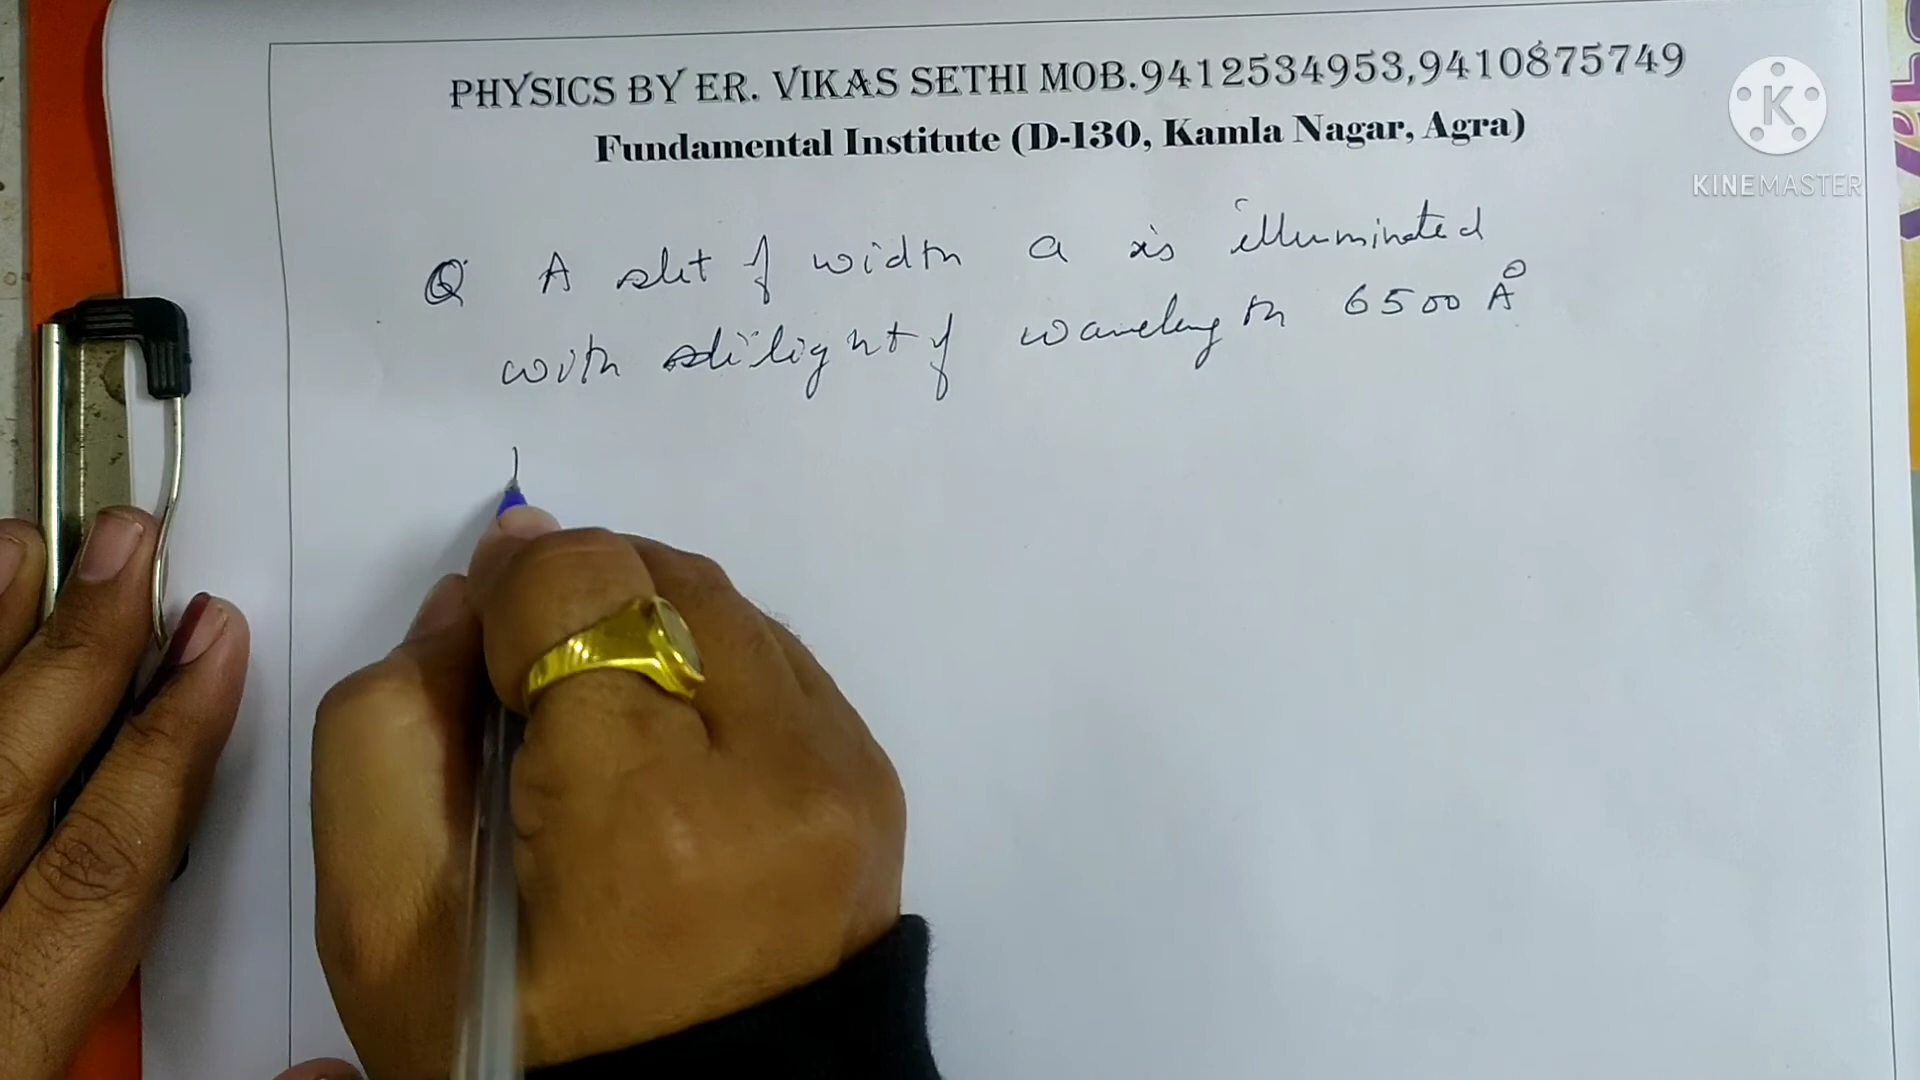 PHYSICS BY ER. VIKAS SETHI MOB.9412534953,9410875749
Fundamental Institute (D-130, Kamla Nagar, Agra)
K
KINEMASTER
Q A slit of width a is illuminated
with light of wavelength 6500 Å